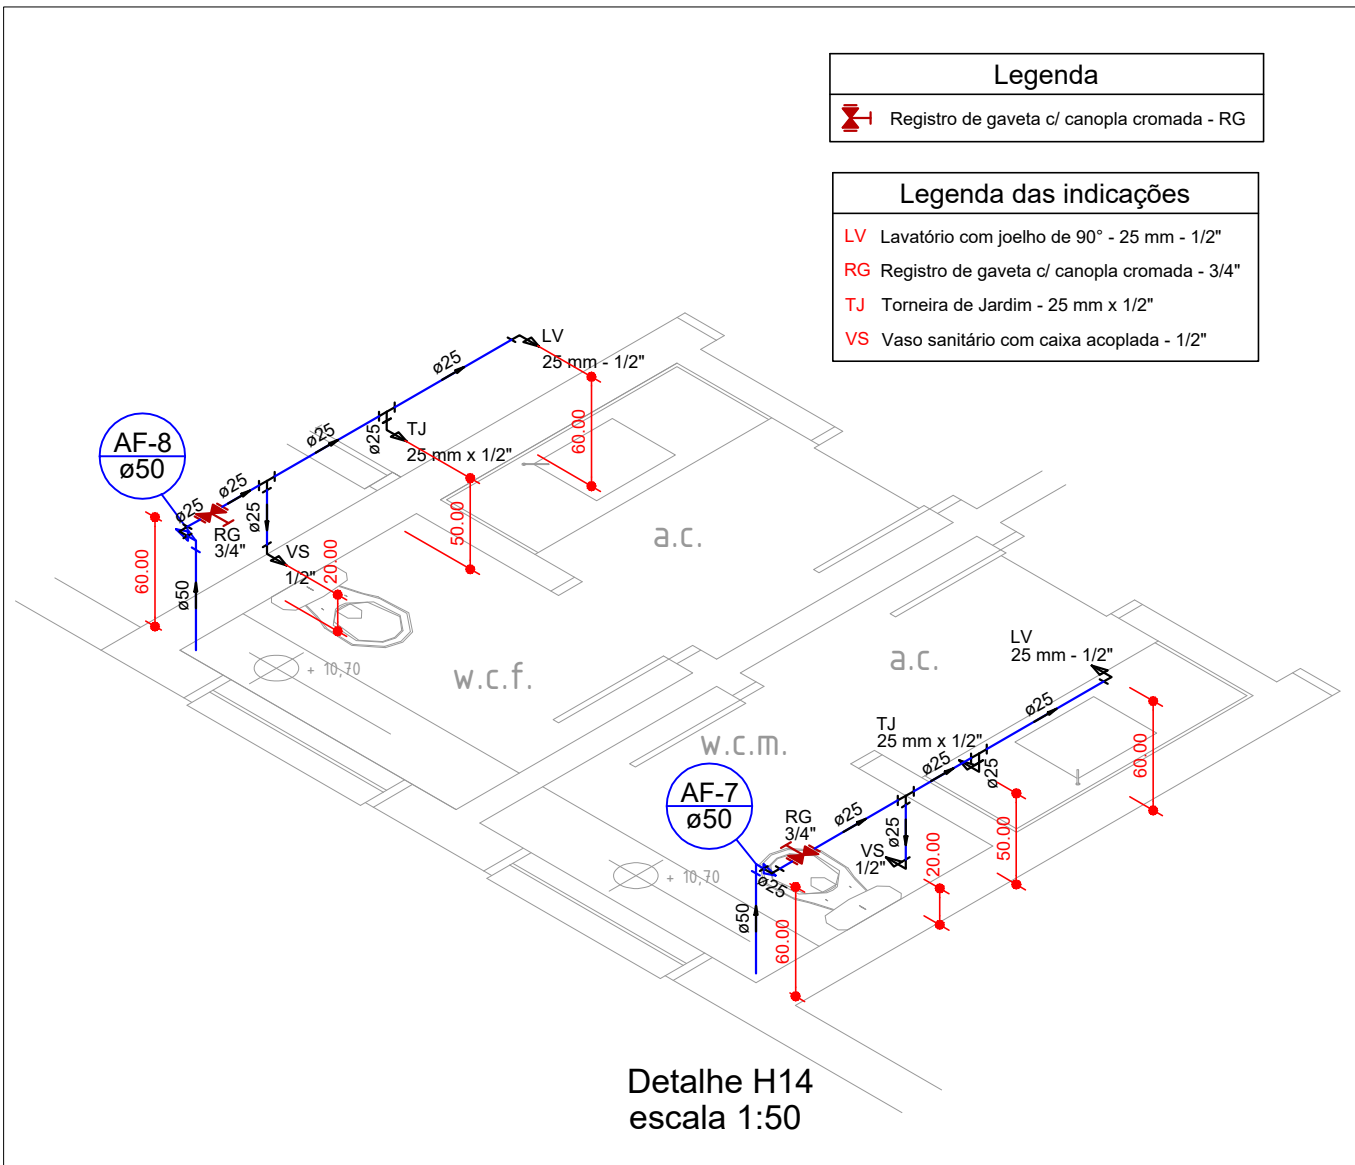 Legenda
Registro de gaveta c/ canopla cromada - RG
Legenda das indicações
LV Lavatório com joelho de 90° - 25 mm - 1/2"
RG Registro de gaveta c/ canopla cromada - 3/4"
TJ Torneira de Jardim - 25 mm x 1/2"
VS Vaso sanitário com caixa acoplada - 1/2"
LV
25 mm - 1/2"
ø25
60.00
TJ
25 mm x 1/2"
ø25
ø25
50.00
AF-8
ø50
ø25
ø25
RG
3/4"
ø25
VS
1/2"
20.00
60.00
ø50
+ 10,70
w.c.f.
a.c.
a.c.
w.c.m.
LV
25 mm - 1/2"
ø25
60.00
TJ
25 mm x 1/2"
ø25
ø25
50.00
AF-7
ø50
RG
3/4"
ø25
ø25
VS
1/2"
ø25
20.00
+ 10,70
ø50
60.00
Detalhe H14
escala 1:50